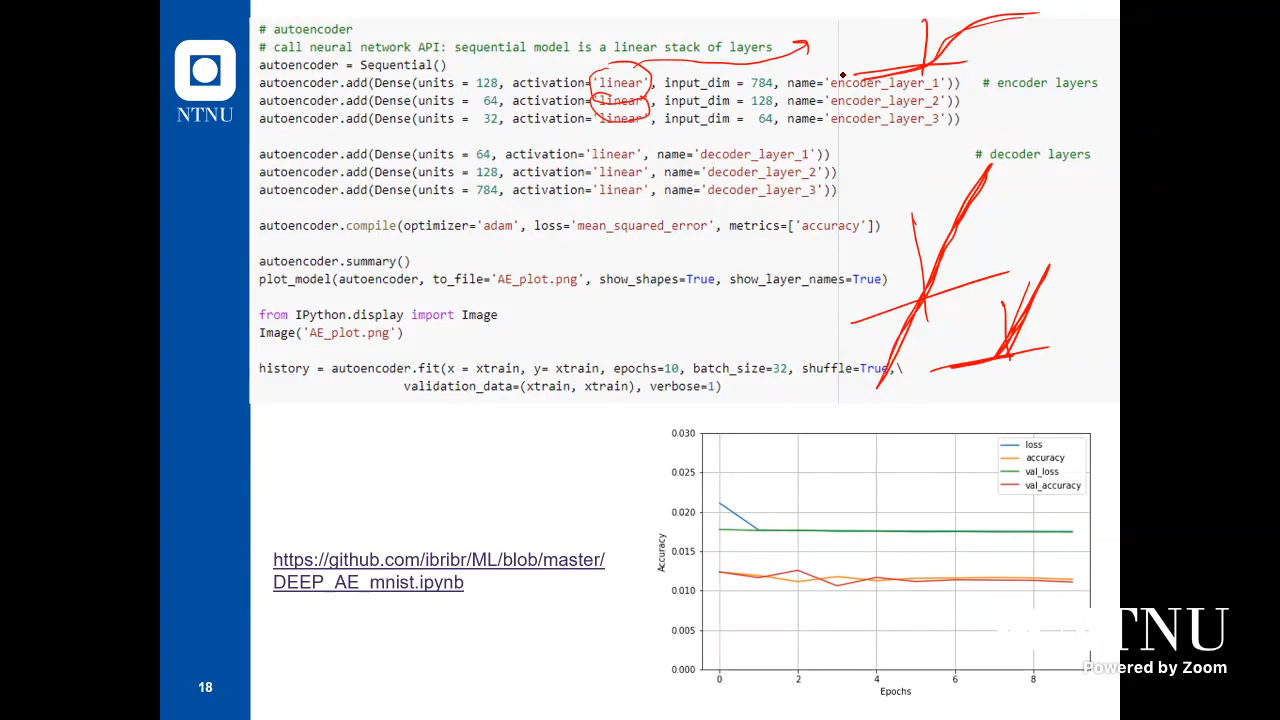 # autoencoder
# call neural network API: sequential model is a linear stack of layers
autoencoder = Sequential()
autoencoder.add(Dense(units = 128, activation='linear', input_dim = 784, name='encoder_layer_1')) # encoder layers
autoencoder.add(Dense(units = 64, activation='linear', input_dim = 128, name='encoder_layer_2'))
autoencoder.add(Dense(units = 32, activation='linear', input_dim = 64, name='encoder_layer_3'))
autoencoder.add(Dense(units = 64, activation='linear', name='decoder_layer_1')) # decoder layers
autoencoder.add(Dense(units = 128, activation='linear', name='decoder_layer_2'))
autoencoder.add(Dense(units = 784, activation='linear', name='decoder_layer_3'))
autoencoder.compile(optimizer='adam', loss='mean_squared_error', metrics=['accuracy'])
autoencoder.summary()
plot_model(autoencoder, to_file='AE_plot.png', show_shapes=True, show_layer_names=True)
from IPython.display import Image
Image('AE_plot.png')
history = autoencoder.fit(x = xtrain, y= xtrain, epochs=10, batch_size=32, shuffle=True,\
validation_data=(xtrain, xtrain), verbose=1)
NTNU
https://github.com/ibribr/ML/blob/master/
DEEP_AE_mnist.ipynb
0.030
0.025
0.020
0.015
0.010
0.005
0.000
Accuracy
loss
accuracy
val_loss
val_accuracy
0 2 4 6 8
Epochs
18
TNU
Powered by Zoom